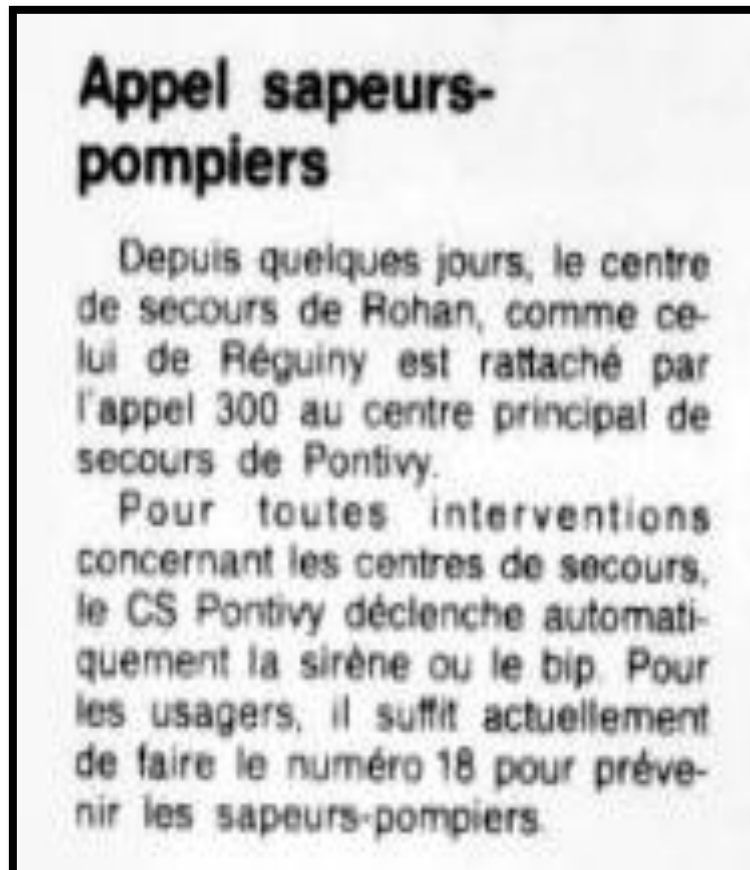 Appel sapeurs-
pompiers
Depuis quelques jours, le centre
de secours de Rohan, comme ce-
lui de Réguiny est rattaché par
l'appel 300 au centre principal de
secours de Pontivy.
Pour toutes interventions
concernant les centres de secours,
le CS Pontivy déclenche automati-
quement la sirène ou le bip. Pour
les usagers, il suffit actuellement
de faire le numéro 18 pour préve-
nir les sapeurs-pompiers.